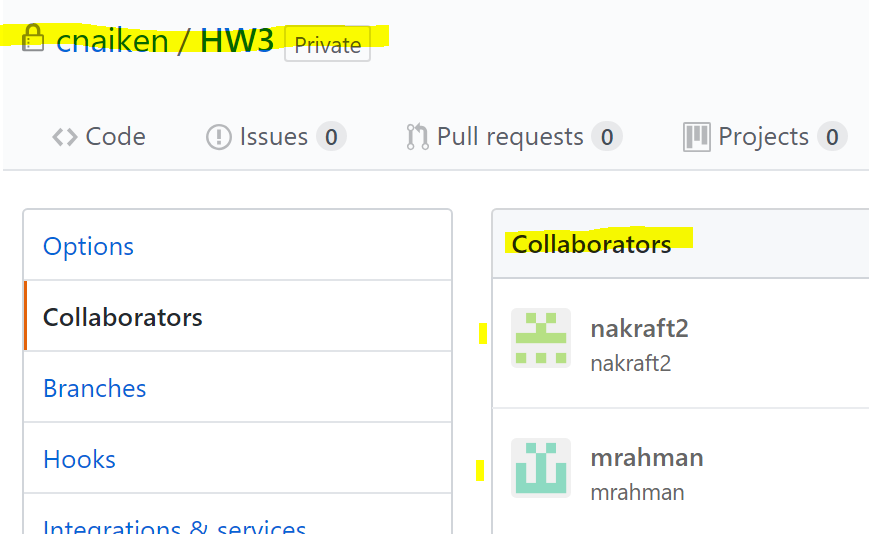 cnaiken / HW3 Private
Code Issues 0 Pull requests 0 Projects 0
Options
Collaborators
Branches
Hooks
Integrations & services
Collaborators
nakraft2
nakraft2
mrahman
mrahman